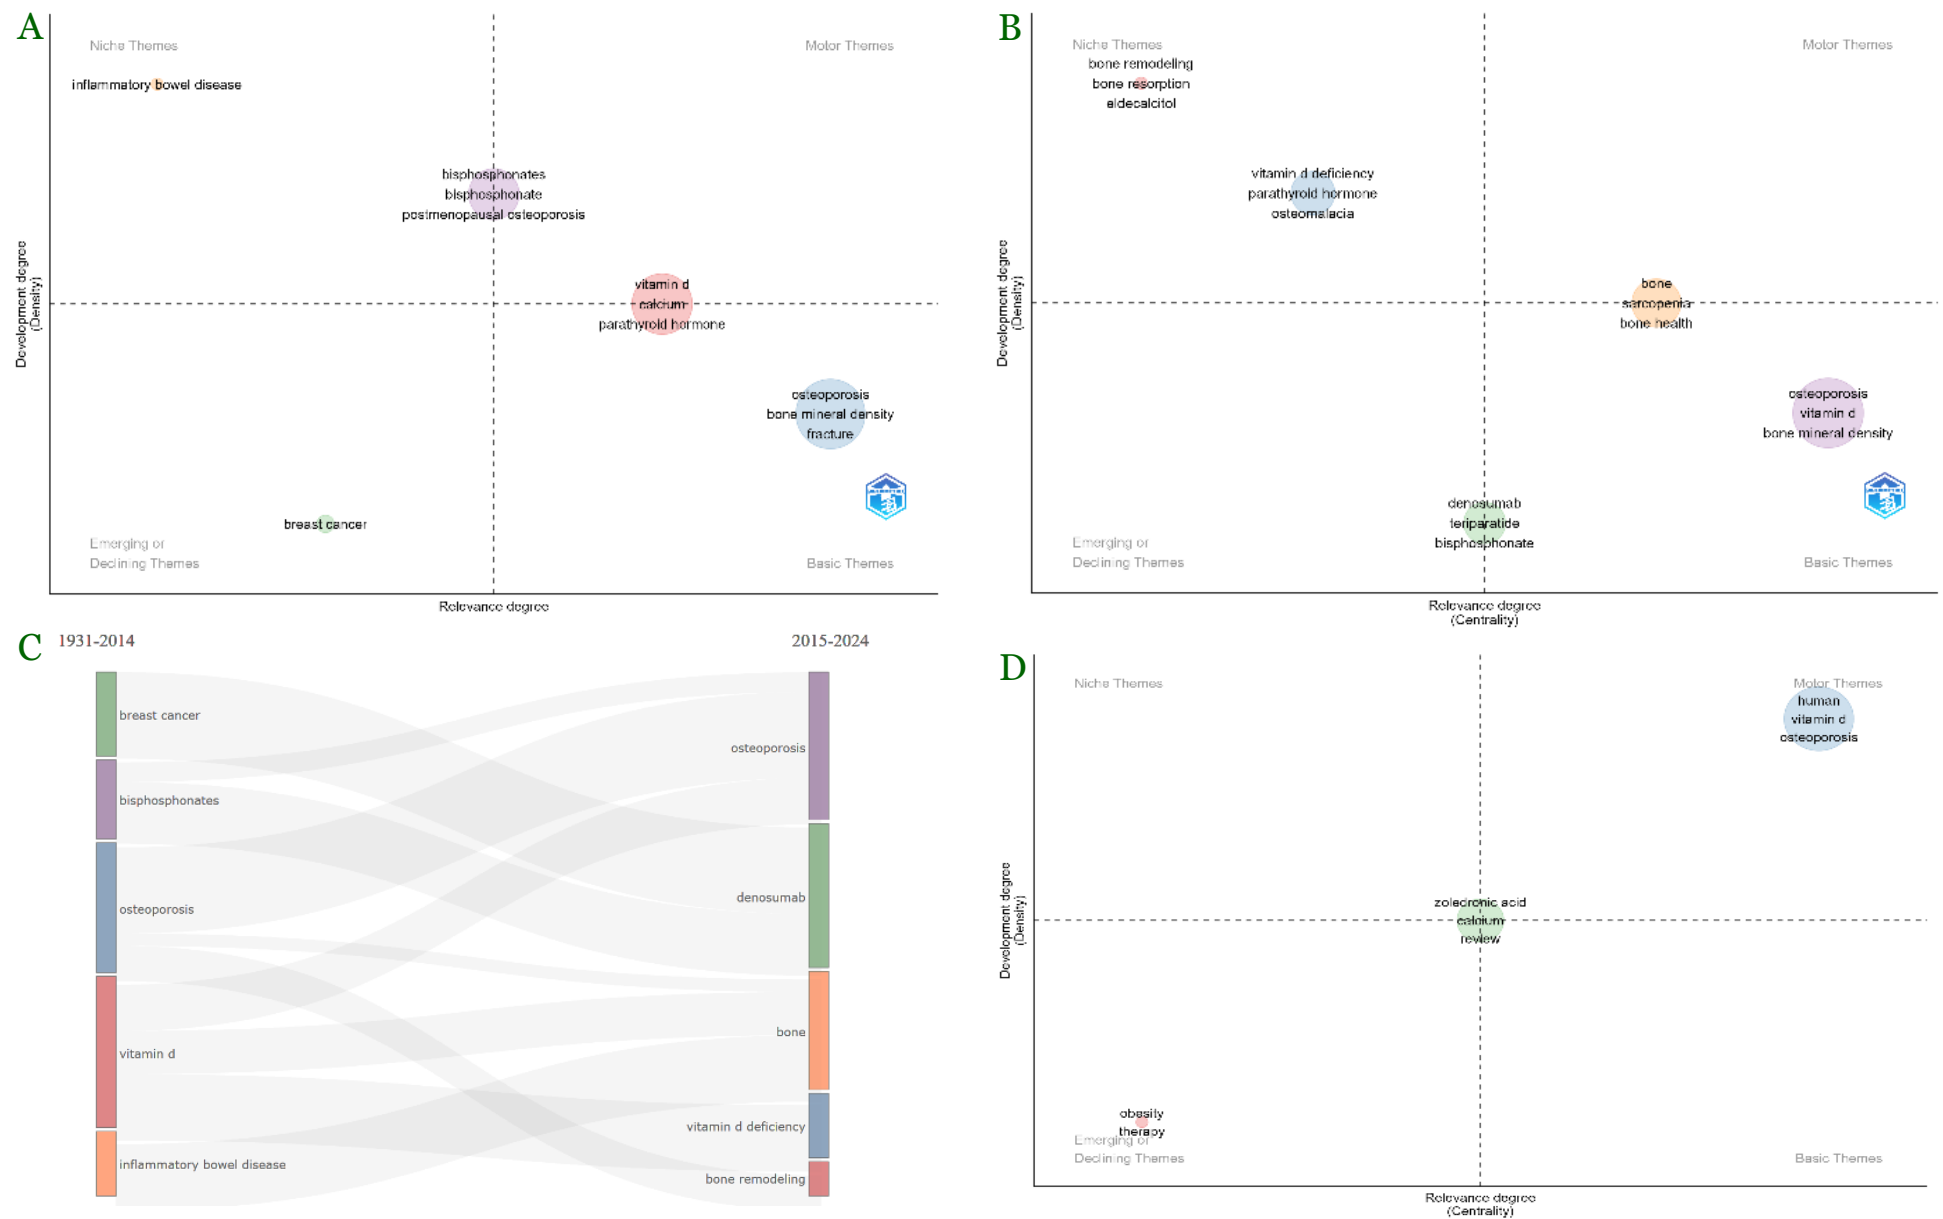 A
Niche Themes
Motor Themes
inflammatory bowel disease
bisphosphonates
bisphosphonate
postmenopausal osteoporosis
vitamin d
calcium
parathyroid hormone
osteoporosis
bone mineral density
fracture
breast cancer
Emerging or
Declining Themes
Basic Themes
Development degree
(Density)
Relevance degree
B
Niche Themes
Motor Themes
bone remodeling
bone resorption
eldecalcitol
vitamin d deficiency
parathyroid hormone
osteomalacia
bone
sarcopenia
bone health
osteoporosis
vitamin d
bone mineral density
denosumab
teriparatide
bisphosphonate
Emerging or
Declining Themes
Basic Themes
Development degree
(Density)
Relevance degree
(Centrality)
C
1931-2014
2015-2024
breast cancer
bisphosphonates
osteoporosis
vitamin d
inflammatory bowel disease
osteoporosis
denosumab
bone
vitamin d deficiency
bone remodeling
D
Niche Themes
Motor Themes
human
vitamin d
osteoporosis
zoledronic acid
calcium
review
obesity
therapy
Emerging or
Declining Themes
Basic Themes
Development degree
(Density)
Relevance degree
(Centrality)